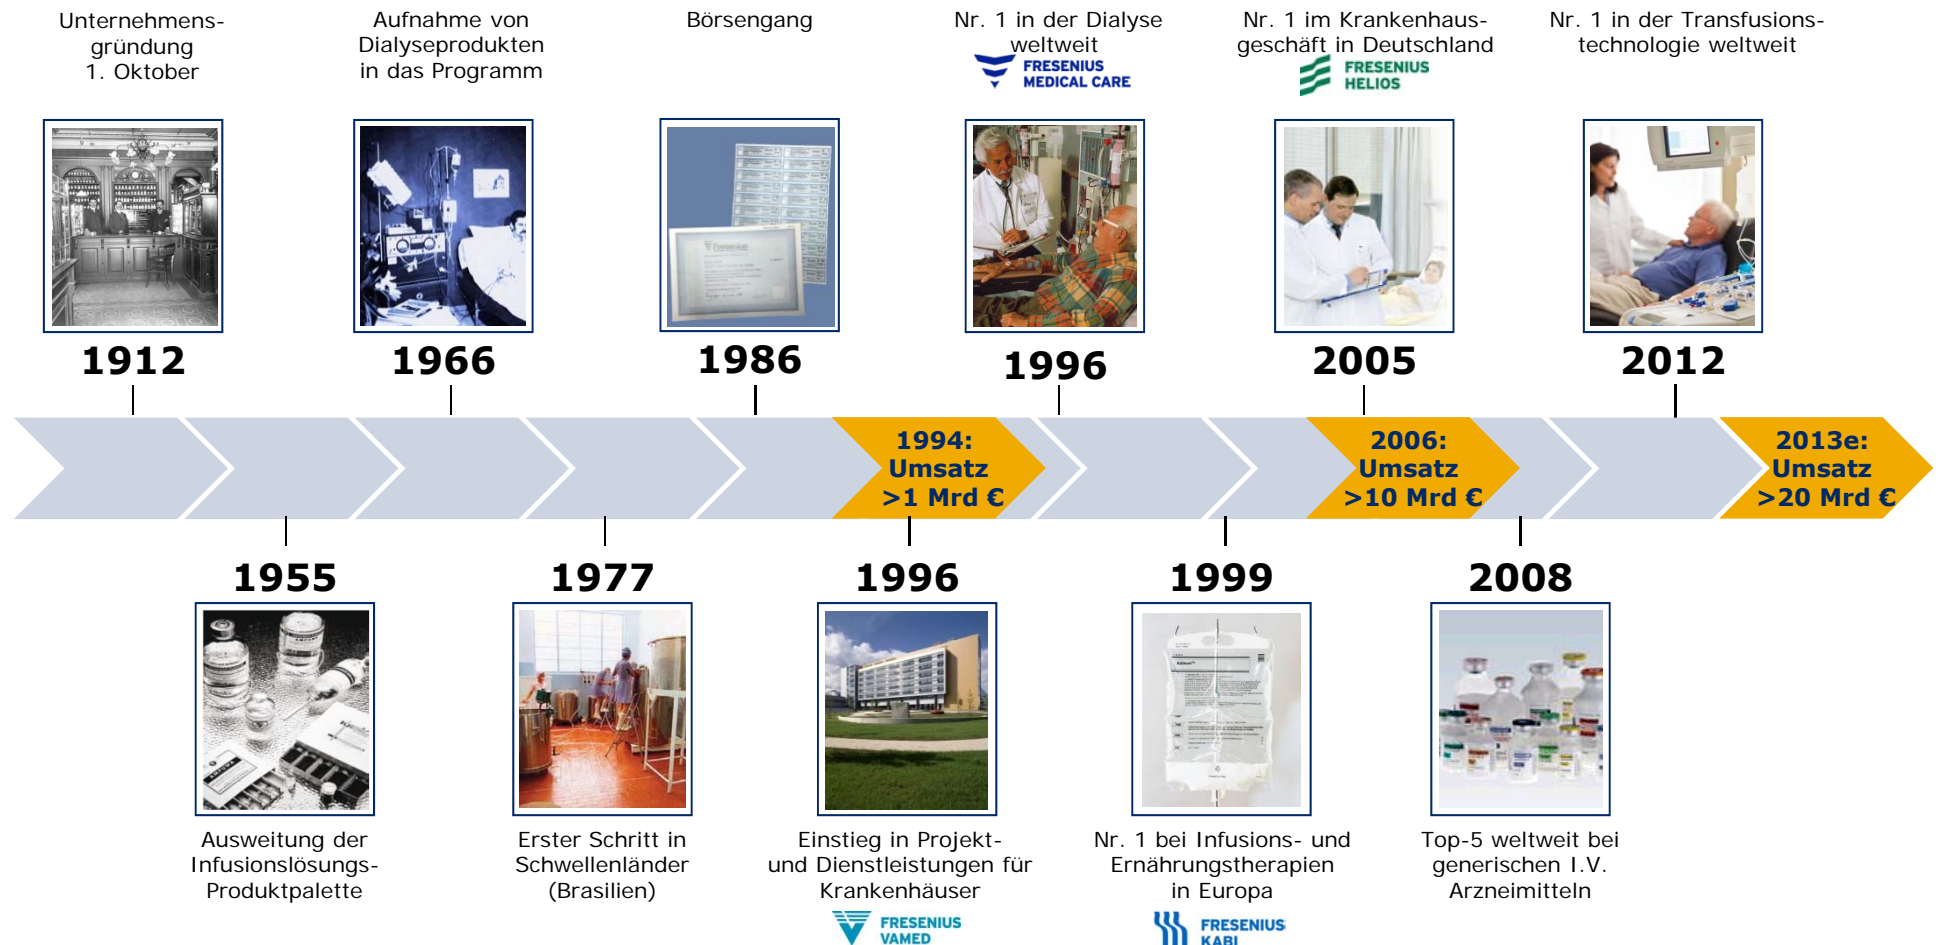 Unternehmens-
gründung
1. Oktober
Aufnahme von
Dialyseprodukten
in das Programm
Börsengang
Nr. 1 in der Dialyse
weltweit
FRESENIUS
MEDICAL CARE
Nr. 1 im Krankenhaus-
geschäft in Deutschland
FRESENIUS
HELIOS
Nr. 1 in der Transfusions-
technologie weltweit
Fresenius
1912
1966
1986
1996
2005
2012
1994:
Umsatz
>1 Mrd €
2006:
Umsatz
>10 Mrd €
2013e:
Umsatz
>20 Mrd €
1955
1977
1996
1999
2008
Ausweitung der
Infusionslösungs-
Produktpalette
Erster Schritt in
Schwellenländer
(Brasilien)
Einstieg in Projekt-
und Dienstleistungen für
Krankenhäuser
FRESENIUS
VAMED
Nr. 1 bei Infusions- und
Ernährungstherapien
in Europa
FRESENIUS
KABI
Top-5 weltweit bei
generischen I.V.
Arzneimitteln